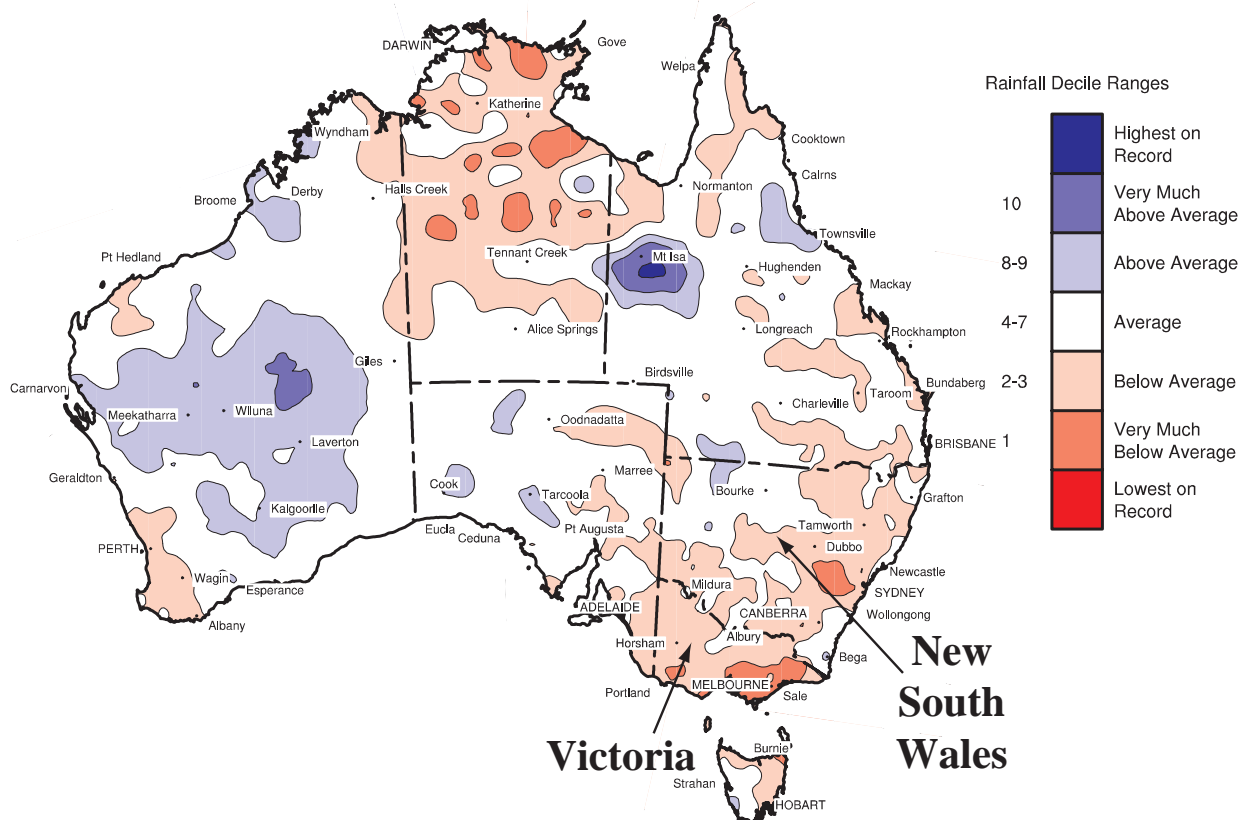 DARWIN
Gove
Welpa
Katherine
Wyndham
Cooktown
Calrns
Derby
Halls Creek
Normanton
Broome
Townsville
Tennant Creek
Mt Isa
Pt Hedland
Hughenden
Mackay
Alice Springs
Longreach
Rockhampton
Giles
Birdsville
Carnarvon
Bundaberg
Taroom
Meekatharra
Wlluna
Charleville
Oodnadatta
Laverton
BRISBANE
Marree
Geraldton
Cook
Tarcoola
Bourke
Grafton
Kalgoorlle
Eucla
Ceduna
Pt Augusta
Tamworth
PERTH
Dubbo
Wagin
Esperance
Mildura
Newcastle
SYDNEY
ADELAIDE
CANBERRA
Wollongong
Albany
Horsham
Albury
Bega
Portland
MELBOURNE
Sale
Burnie
Strahan
HOBART
New
South
Wales
Victoria
Rainfall Decile Ranges
Highest on
Record
10
Very Much
Above Average
8-9
Above Average
4-7
Average
2-3
Below Average
1
Very Much
Below Average
Lowest on
Record